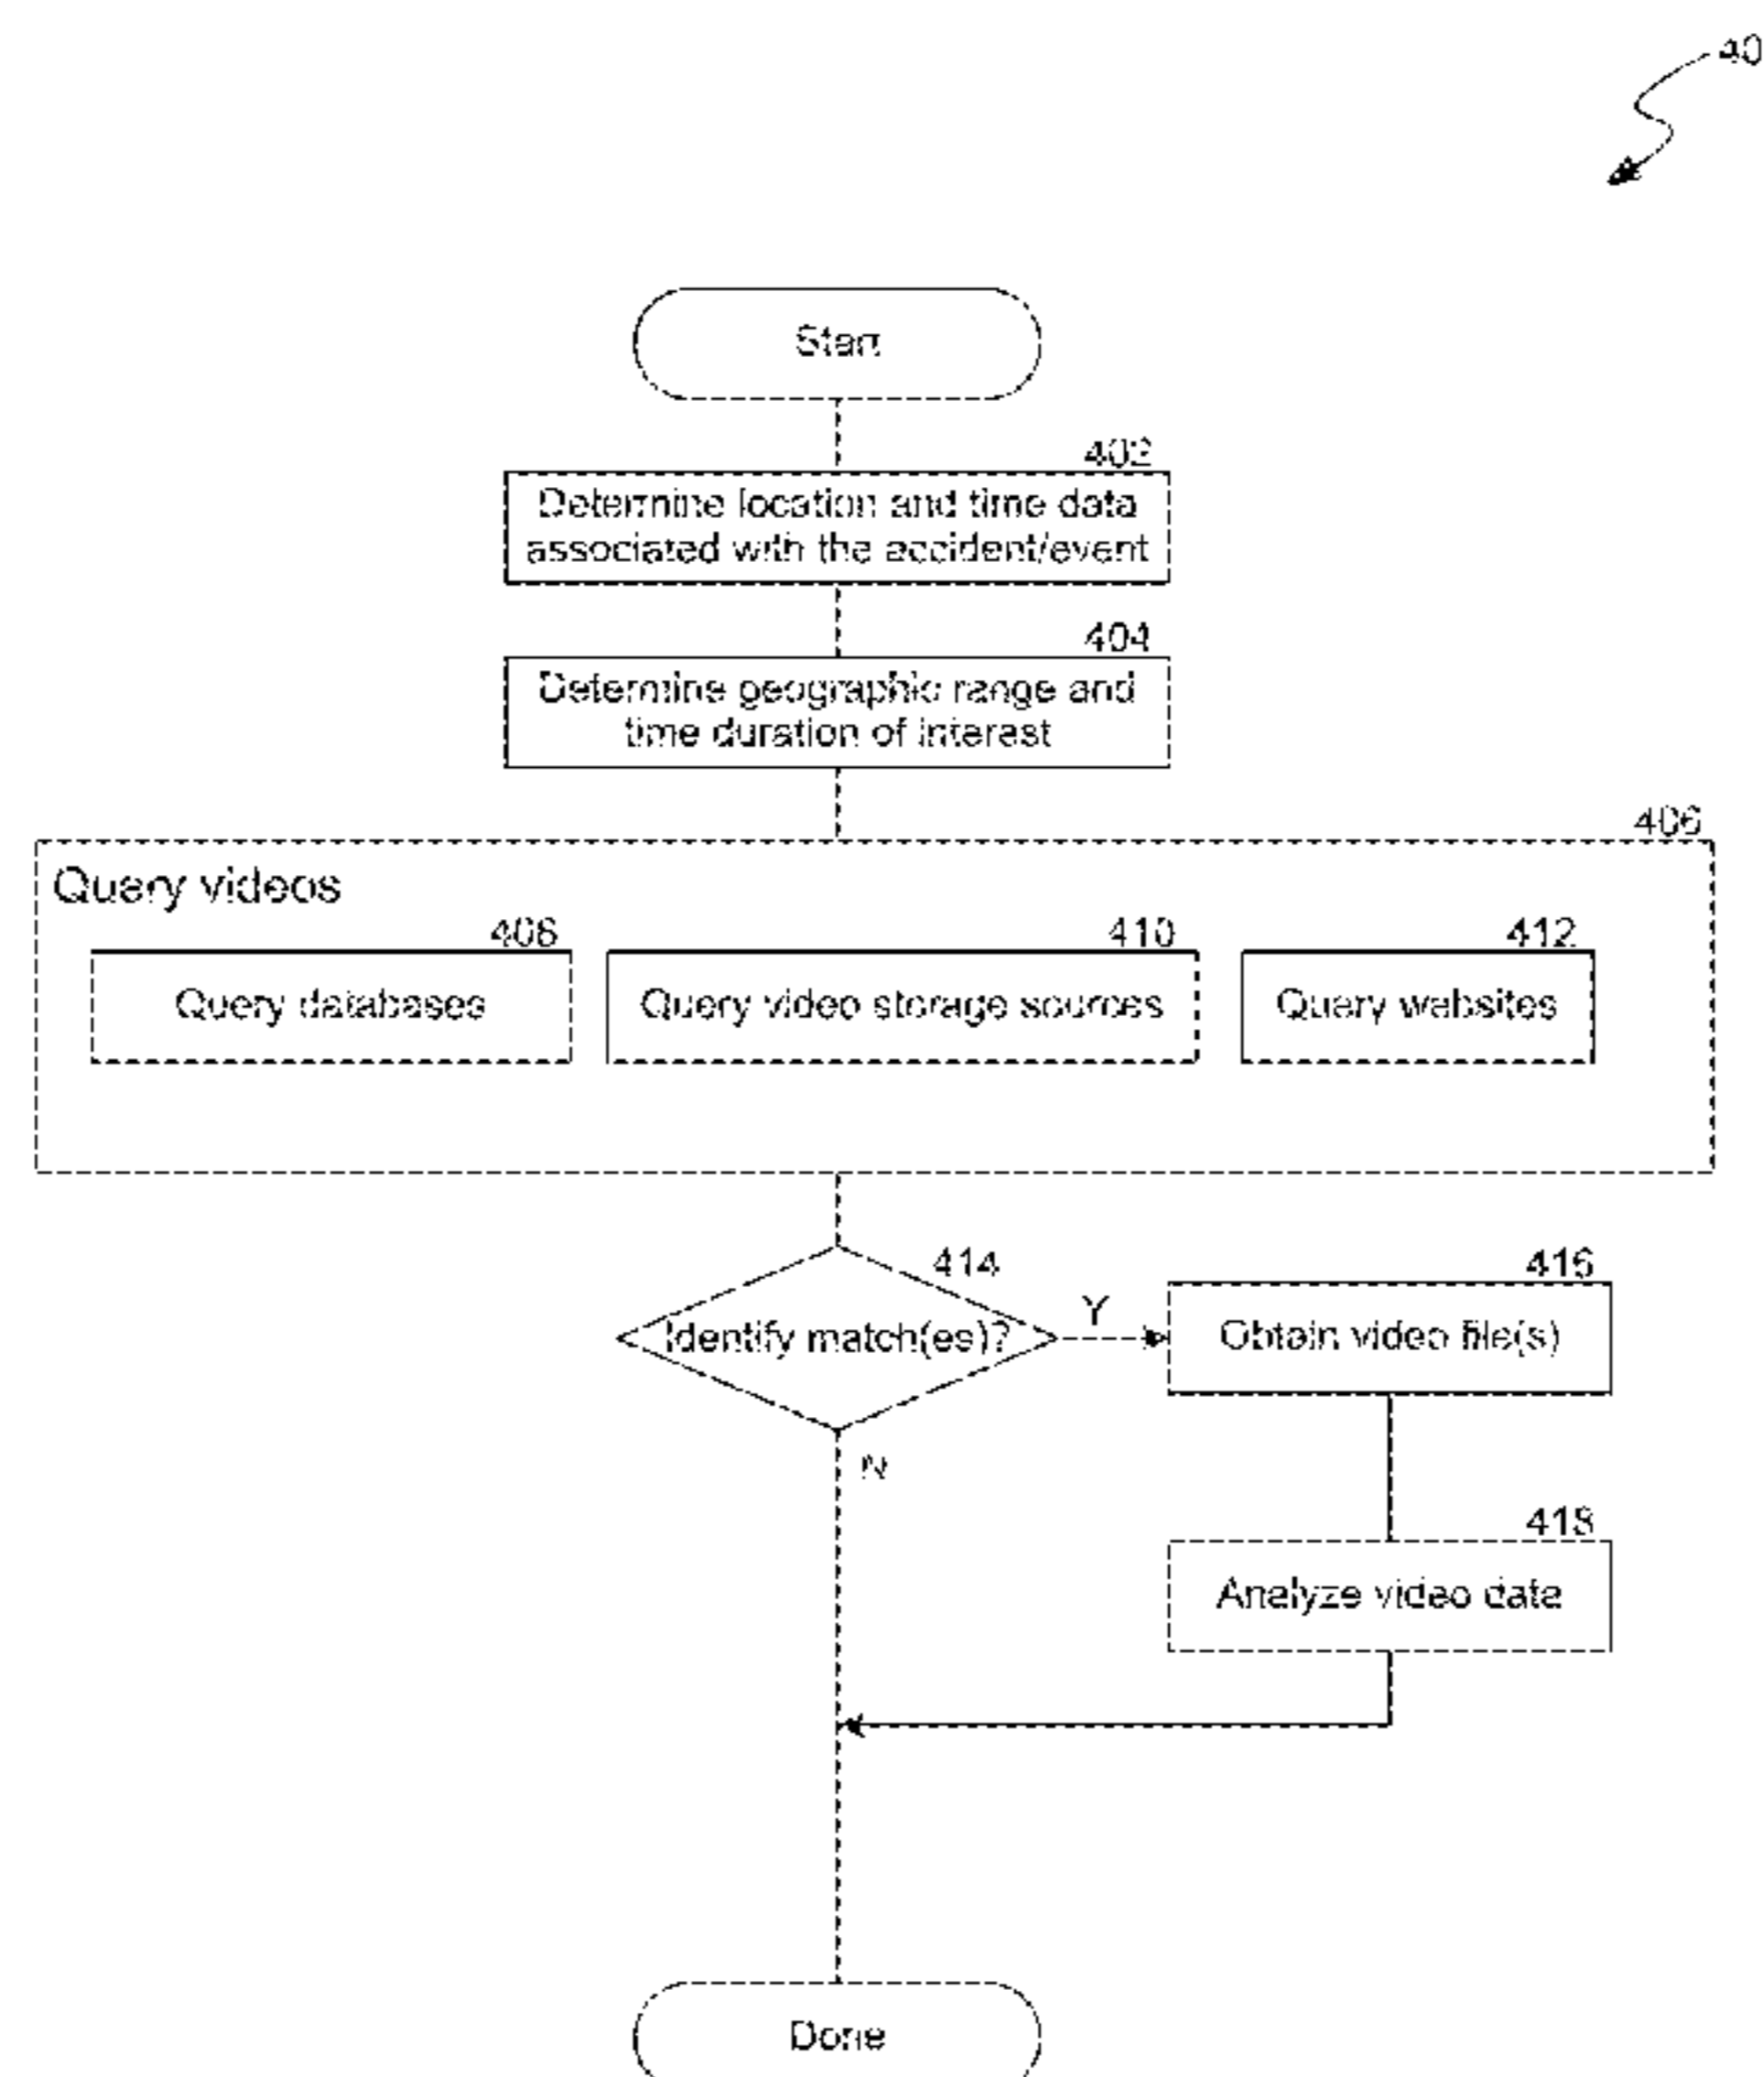 40
Start
402
Determine location and time data
associated with the accident/event
404
Determine geographic range and
time duration of interest
406
Query videos
408
Query databases
410
Query video storage sources
412
Query websites
414
Identify match(es)?
Y
416
Obtain video file(s)
N
418
Analyze video data
Done